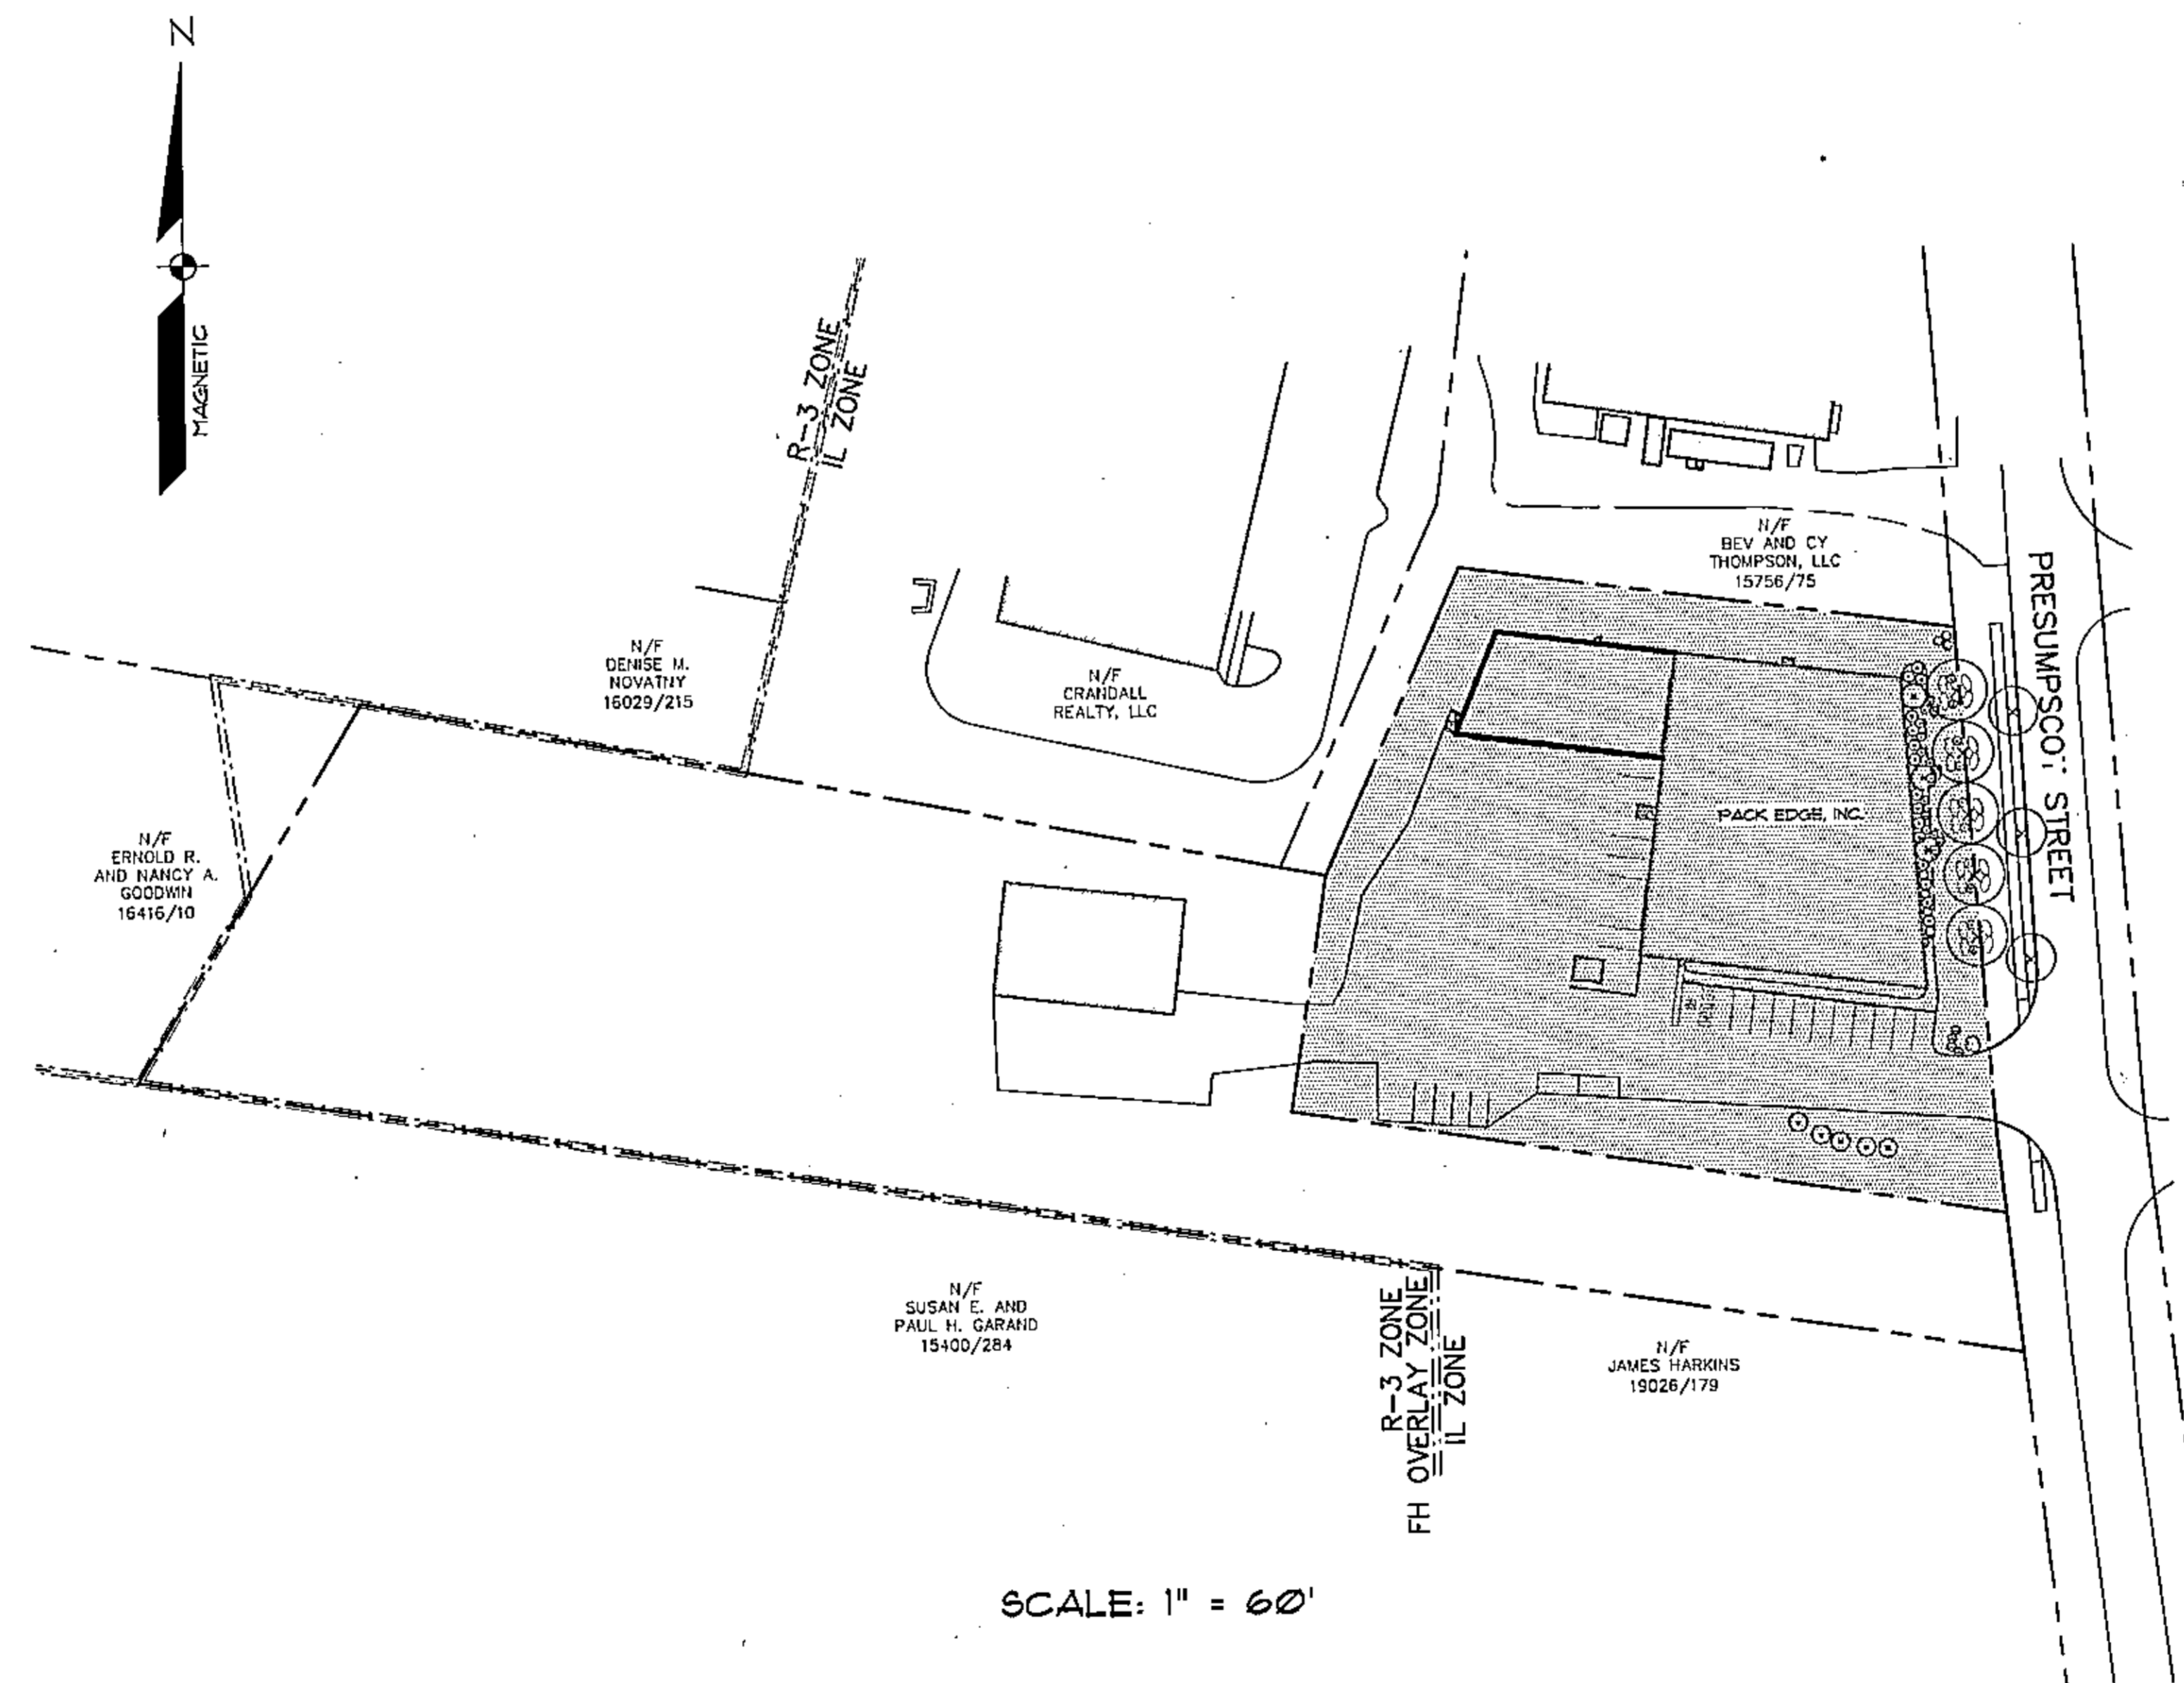 N
MAGNETIC
R-3 ZONE
IL ZONE
N/F
BEV AND CY
THOMPSON, LLC
15756/75
PRESUMPSCOT STREET
N/F
DENISE M.
NOVATNY
16029/215
N/F
CRANDALL
REALTY, LLC
PACK EDGE, INC.
N/F
ERNOLD R.
AND NANCY A.
GOODWIN
16416/10
N/F
SUSAN E. AND
PAUL H. GARAND
15400/284
R-3 ZONE
FH OVERLAY ZONE
IL ZONE
N/F
JAMES HARKINS
19026/179
SCALE: 1" = 60'